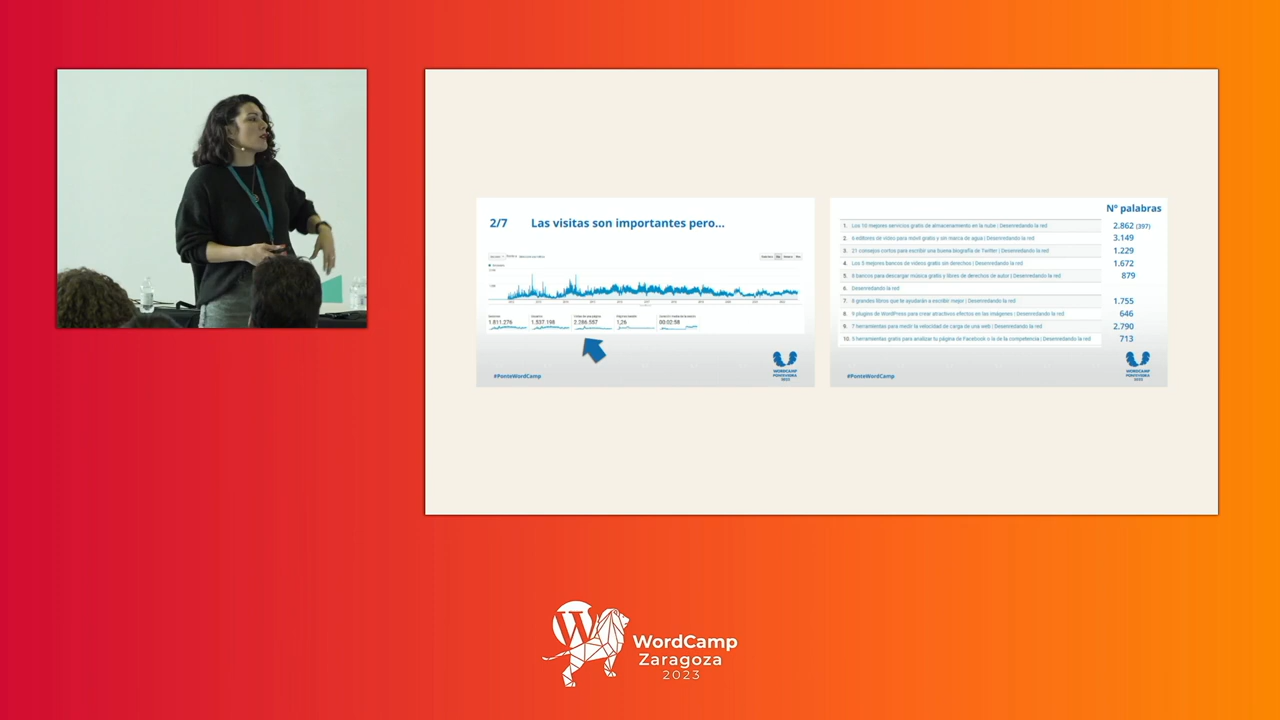 2/7 Las visitas son importantes pero...
1.811.276 1.537.198 2.286.557 1,26 00:02:58
#PonteWordCamp
WORDCAMP
PONTEVEDRA
2022
Nº palabras
1. Los 10 mejores servicios gratis de almacenamiento en la nube | Desenredando la red 2.862 (397)
2. 6 editores de vídeo para móvil gratis y sin marca de agua | Desenredando la red 3.149
3. 21 consejos cortos para escribir una buena biografía de Twitter | Desenredando la red 1.229
4. Los 5 mejores bancos de vídeos gratis sin derechos | Desenredando la red 1.672
5. 8 bancos para descargar música gratis y libres de derechos de autor | Desenredando la red 879
6. Desenredando la red
7. 8 grandes libros que te ayudarán a escribir mejor | Desenredando la red 1.755
8. 9 plugins de WordPress para crear atractivos efectos en las imágenes | Desenredando la red 646
9. 7 herramientas para medir la velocidad de carga de una web | Desenredando la red 2.790
10. 3 herramientas gratis para analizar tu página de Facebook o la de la competencia | Desenredando la red 713
#PonteWordCamp
WORDCAMP
PONTEVEDRA
2022
WordCamp
Zaragoza
2023